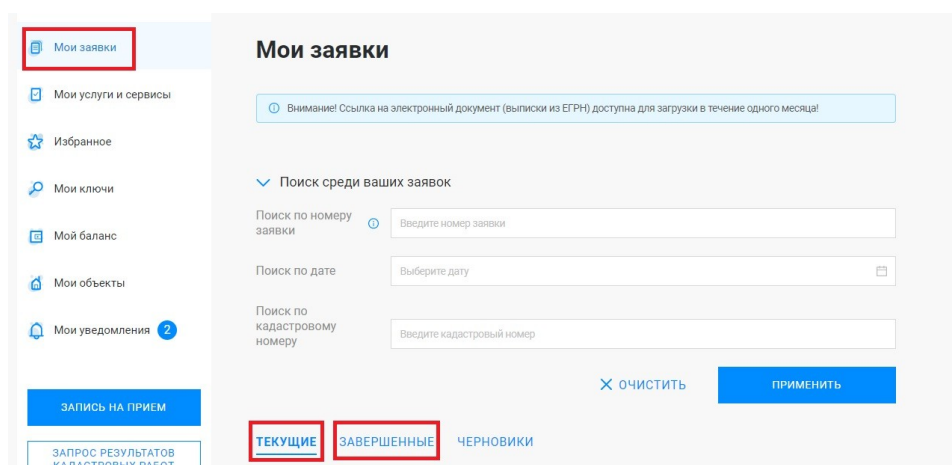 Мои заявки
Мои услуги и сервисы
Избранное
Мои ключи
Мой баланс
Мои объекты
Мои уведомления 2
ЗАПИСЬ НА ПРИЕМ
ЗАПРОС РЕЗУЛЬТАТОВ
КАДАСТРОВЫХ РАБОТ
Мои заявки
Внимание! Ссылка на электронный документ (выписки из ЕГРН) доступна для загрузки в течение одного месяца!
Поиск среди ваших заявок
Поиск по номеру
заявки
Введите номер заявки
Поиск по дате
Выберите дату
Поиск по
кадастровому
номеру
Введите кадастровый номер
ОЧИСТИТЬ
ПРИМЕНИТЬ
ТЕКУЩИЕ ЗАВЕРШЕННЫЕ ЧЕРНОВИКИ